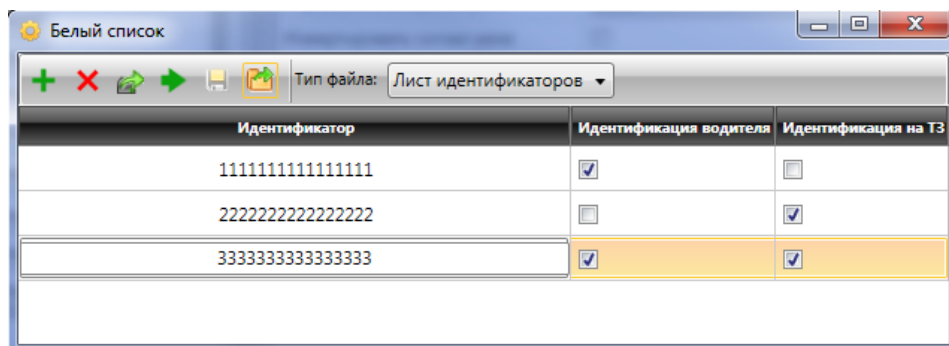 Белый список
Тип файла: Лист идентификаторов
Идентификатор Идентификация водителя Идентификация на ТЗ
1111111111111111
2222222222222222
3333333333333333